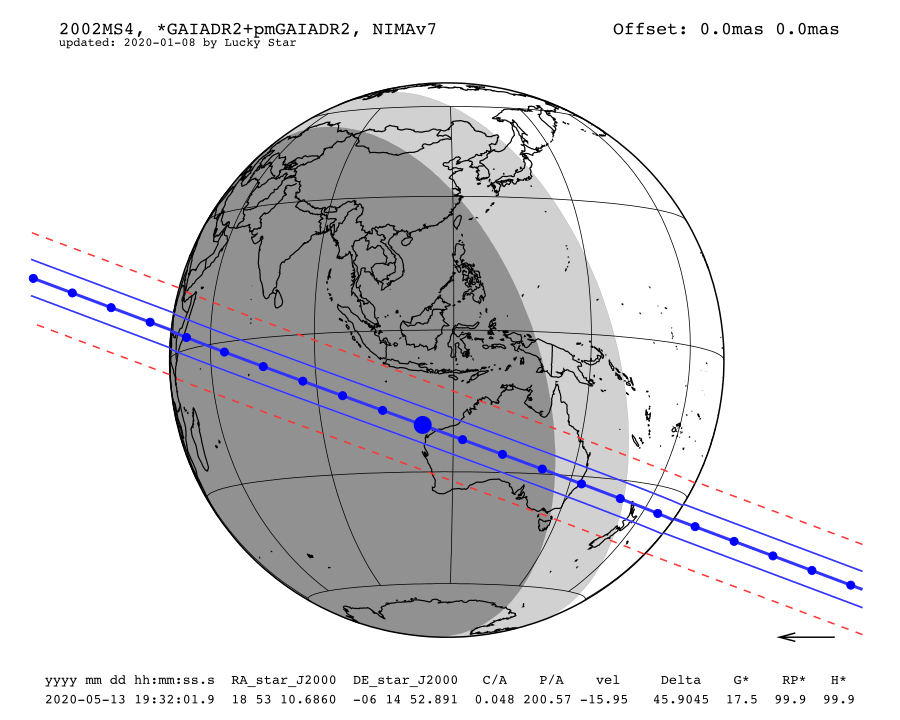 2002MS4, *GAIADR2+pmGAIADR2, NIMAv7 Offset: 0.0mas 0.0mas
updated: 2020-01-08 by Lucky Star
yyyy mm dd hh:mm:ss.s RA_star_J2000 DE_star_J2000 C/A P/A vel Delta G* RP* H*
2020-05-13 19:32:01.9 18 53 10.6860 -06 14 52.891 0.048 200.57 -15.95 45.9045 17.5 99.9 99.9